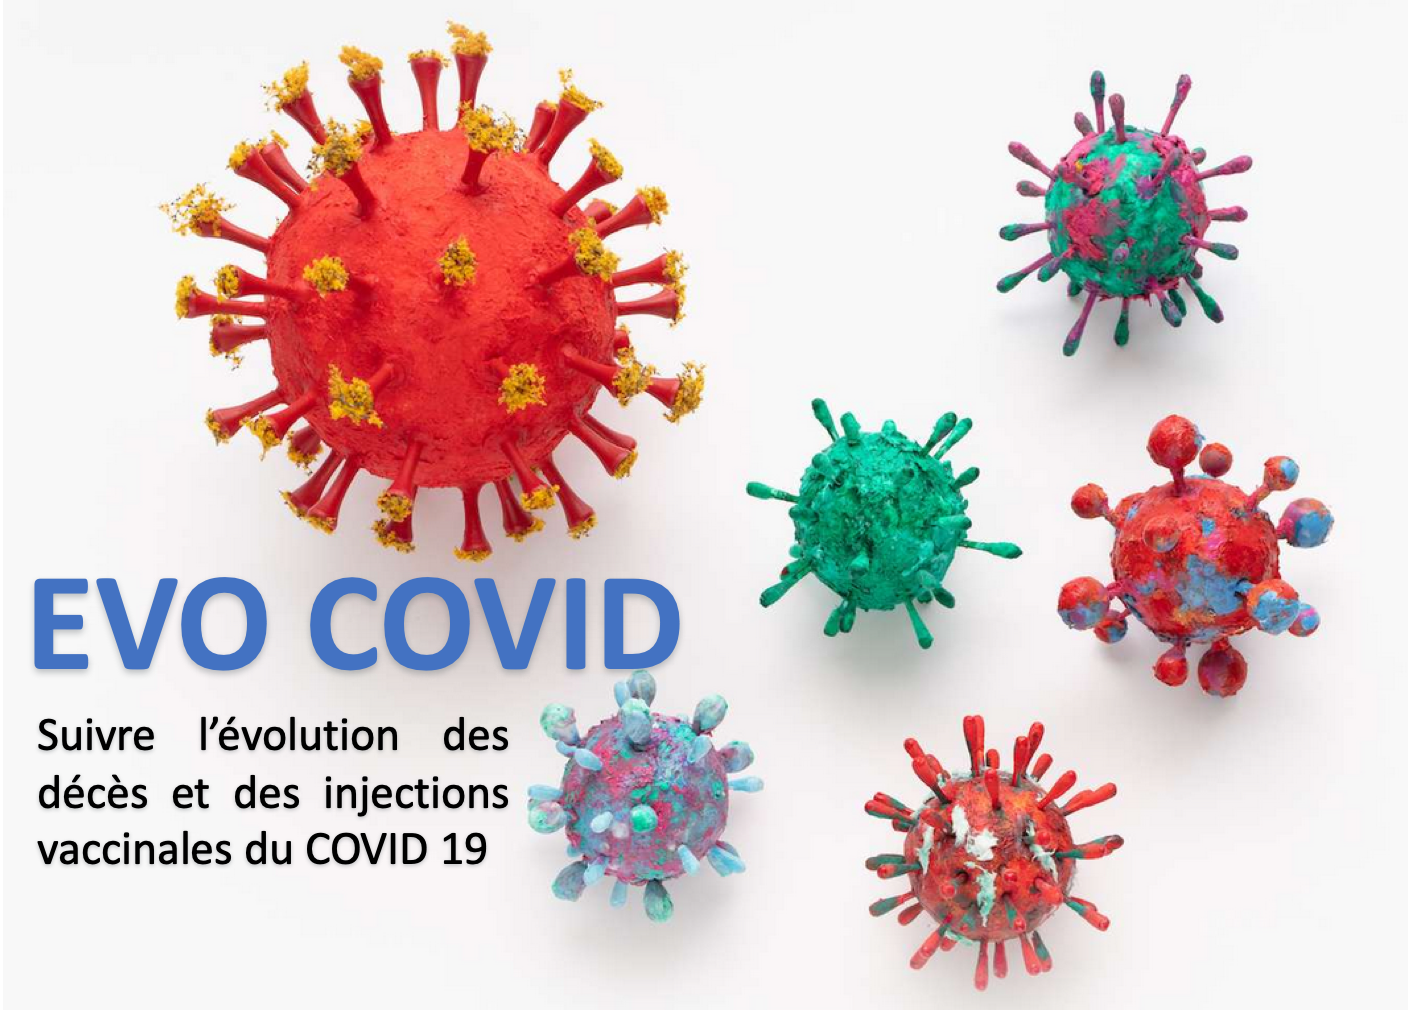 EVO COVID
Suivre l’évolution des
décès et des injections
vaccinales du COVID 19